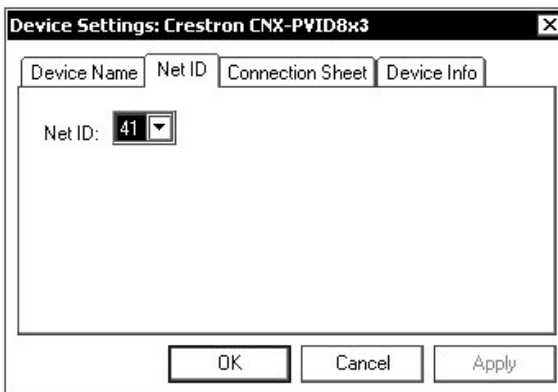 Device Settings: Crestron CNX-PVID8x3
Device Name Net ID Connection Sheet Device Info
Net ID: 41
OK Cancel Apply